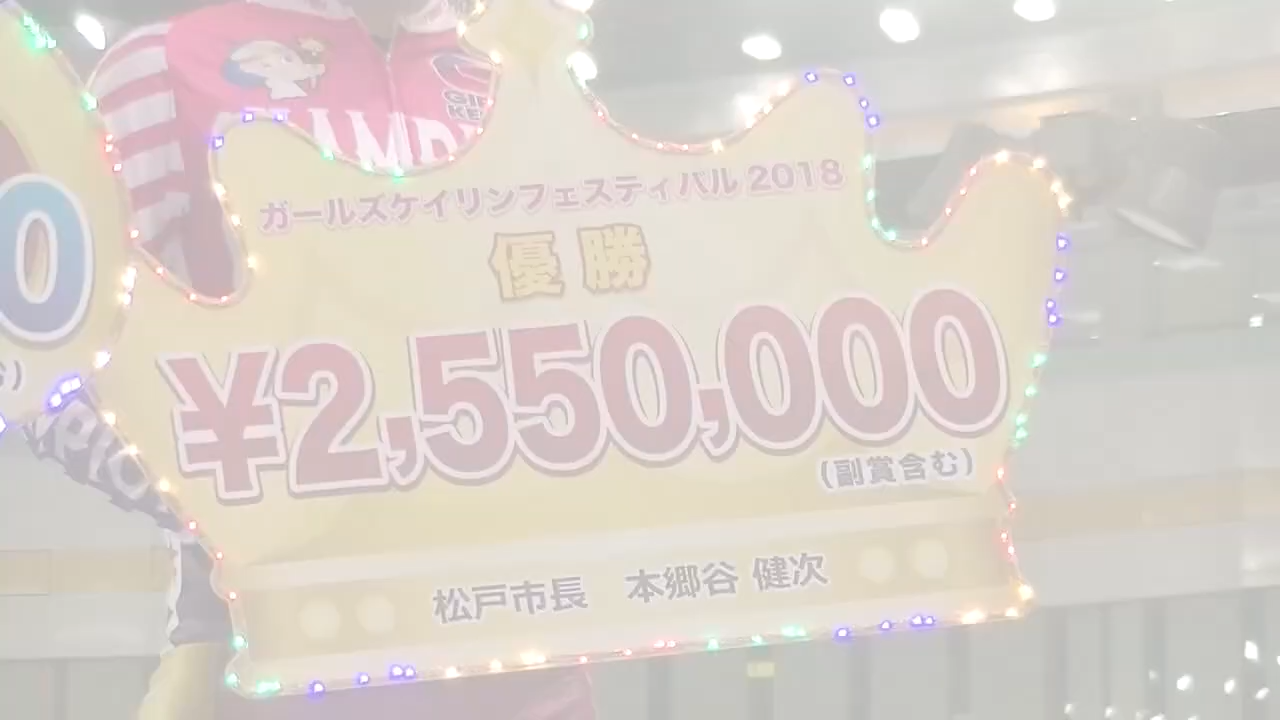 ガールズケイリンフェスティバル2018
優勝
¥2,550,000
(副賞含む)
松戸市長 本郷谷 健次
0